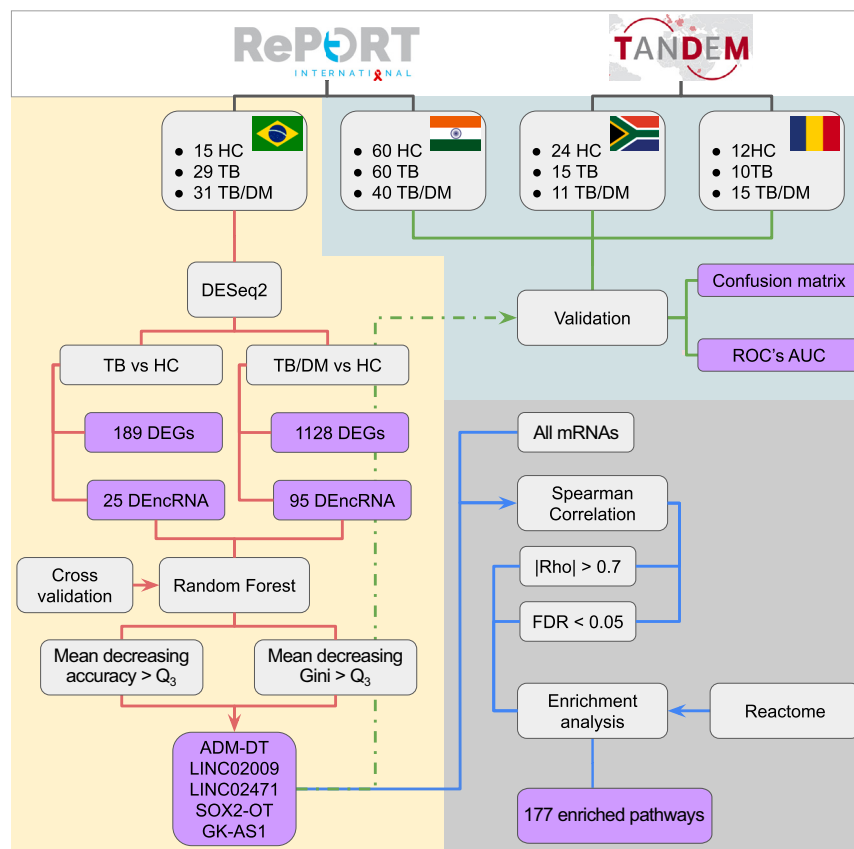 RePORT
INTERNATIONAL
TANDEM
● 15 HC
● 29 TB
● 31 TB/DM
● 60 HC
● 60 TB
● 40 TB/DM
● 24 HC
● 15 TB
● 11 TB/DM
● 12HC
● 10TB
● 15 TB/DM
DESeq2
TB vs HC
TB/DM vs HC
189 DEGs
1128 DEGs
25 DEncRNA
95 DEncRNA
Cross
validation
Random Forest
Mean decreasing
accuracy > Q₃
Mean decreasing
Gini > Q₃
ADM-DT
LINC02009
LINC02471
SOX2-OT
GK-AS1
Validation
Confusion matrix
ROC's AUC
All mRNAs
Spearman
Correlation
|Rho| > 0.7
FDR < 0.05
Enrichment
analysis
Reactome
177 enriched pathways